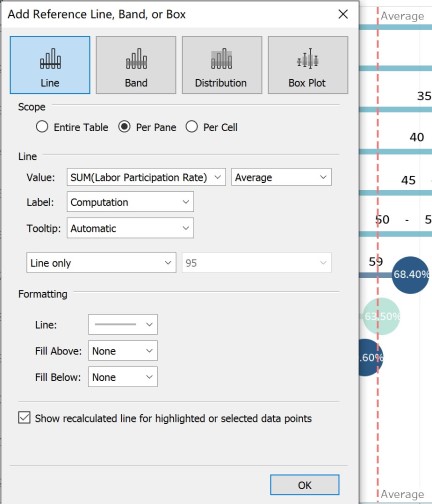 Add Reference Line, Band, or Box
Line Band Distribution Box Plot
Scope
Entire Table Per Pane Per Cell
Line
Value: SUM(Labor Participation Rate) Average
Label: Computation
Tooltip: Automatic
Line only 95
Formatting
Line:
Fill Above: None
Fill Below: None
Show recalculated line for highlighted or selected data points
OK
Average
35
40
45 -
50 - 5
59
68.40%
63.50%
.60%
Average